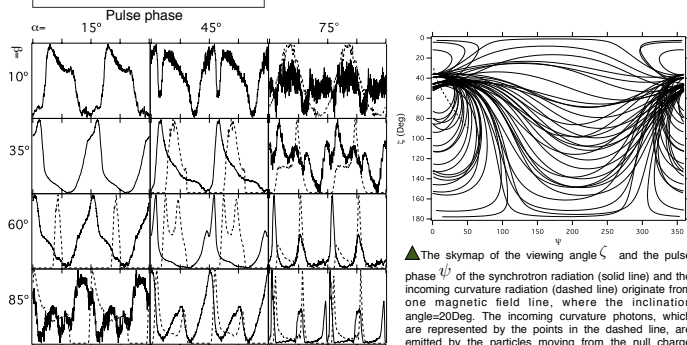 Pulse phase
α= 15° 45° 75°
10°
35°
60°
85°
0
20
40
60
80
100
120
140
160
180
ζ (Deg)
0 50 100 150 200 250 300 350
ψ
The skymap of the viewing angle ζ and the pulse
phase ψ of the synchrotron radiation (solid line) and the
incoming curvature radiation (dashed line) originate from
one magnetic field line, where the inclination
angle=20Deg. The incoming curvature photons, which
are represented by the points in the dashed line, are
emitted by the particles moving from the null charge